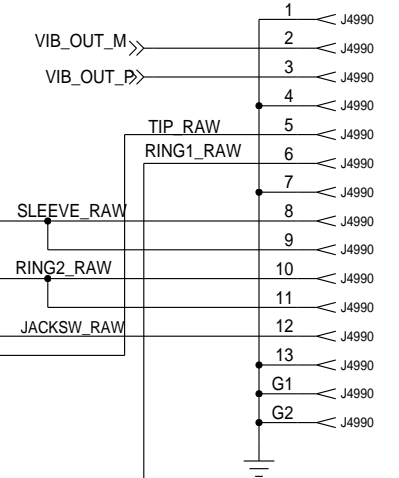 1 J4990
VIB_OUT_M 2 J4990
VIB_OUT_P 3 J4990
4 J4990
TIP_RAW 5 J4990
RING1_RAW 6 J4990
7 J4990
SLEEVE_RAW 8 J4990
9 J4990
RING2_RAW 10 J4990
11 J4990
JACKSW_RAW 12 J4990
13 J4990
G1 J4990
G2 J4990